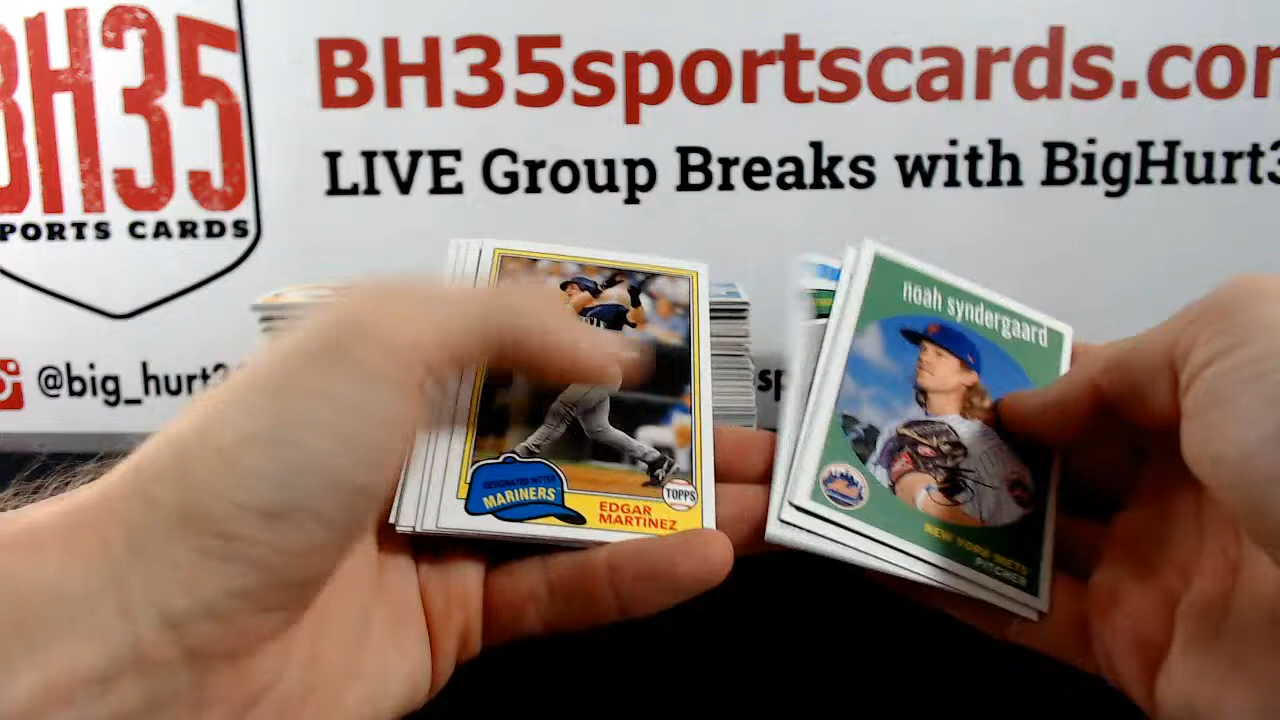 BH35
SPORTS CARDS
BH35sportscards.com
LIVE Group Breaks with BigHurt3
@big_hurt3
sp
DESIGNATED HITTER
MARINERS
EDGAR
MARTINEZ
TOPPS
noah syndergaard
NEW YORK METS
PITCHER